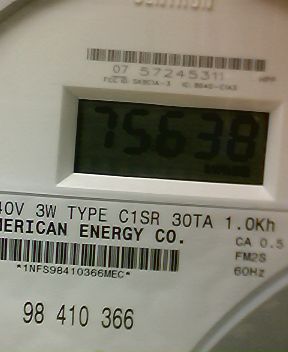 CENTRON
07 57245311
75638
40V 3W TYPE C1SR 30TA 1.0Kh
MERICAN ENERGY CO.
CA 0.5
FM2S
60Hz
*1NFS98410366MEC*
98 410 366